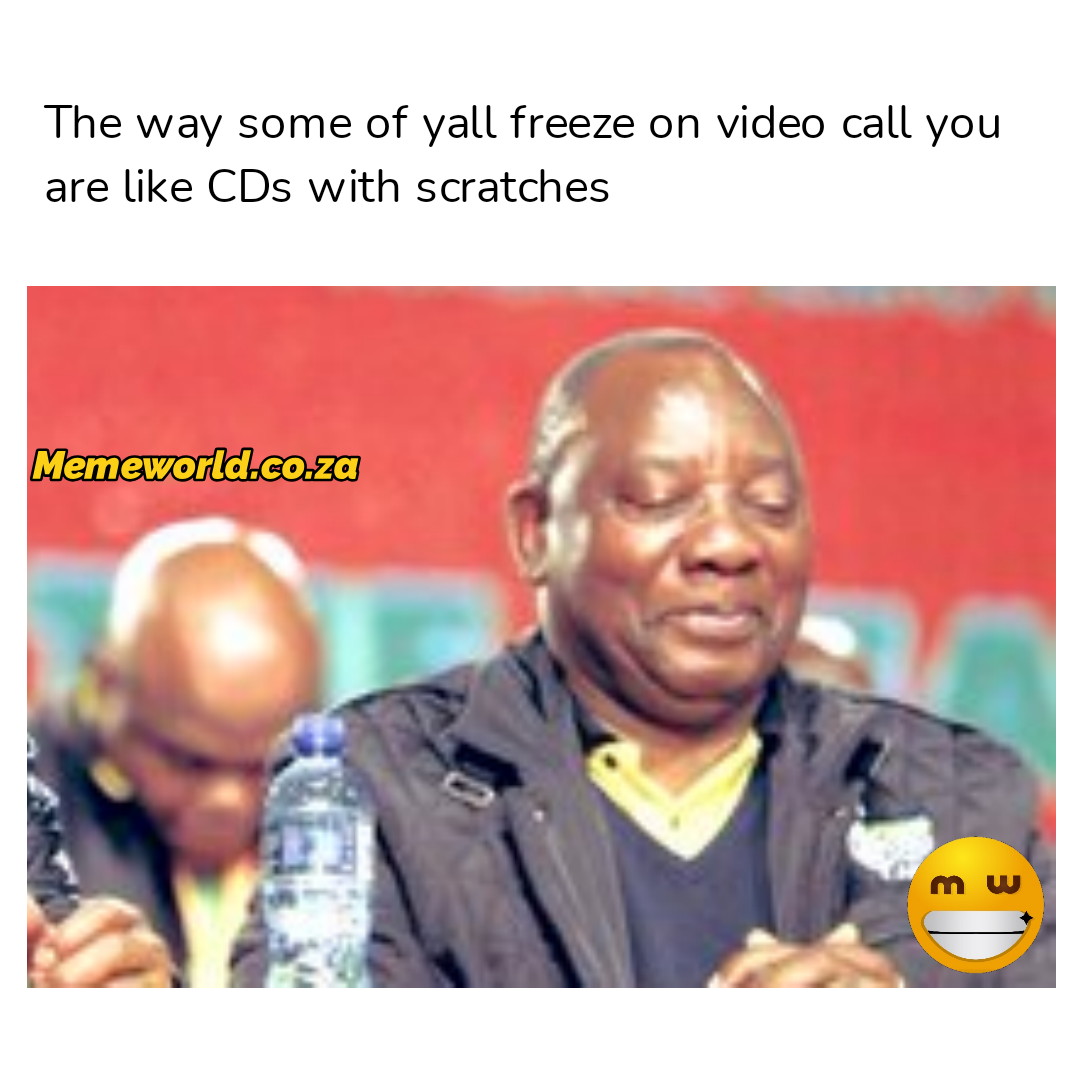 The way some of yall freeze on video call you
are like CDs with scratches
Memeworld.co.za
m w